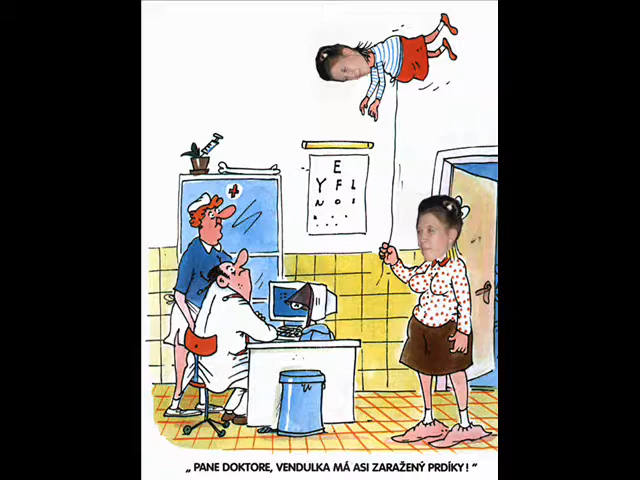 E
Y F L
„ PANE DOKTORE, VENDULKA MÁ ASI ZARAŽENÝ PRDÍKY! "